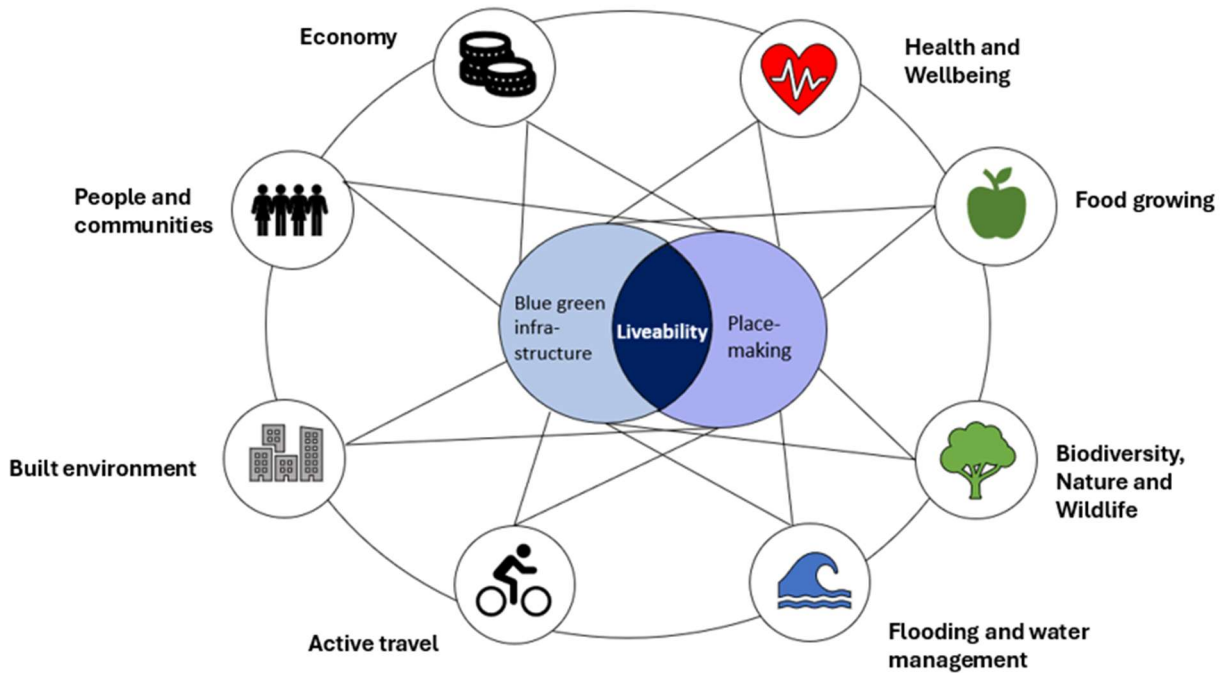 Economy
Health and
Wellbeing
People and
communities
Food growing
Blue green
infra-
structure
Liveability
Place-
making
Built environment
Biodiversity,
Nature and
Wildlife
Active travel
Flooding and water
management